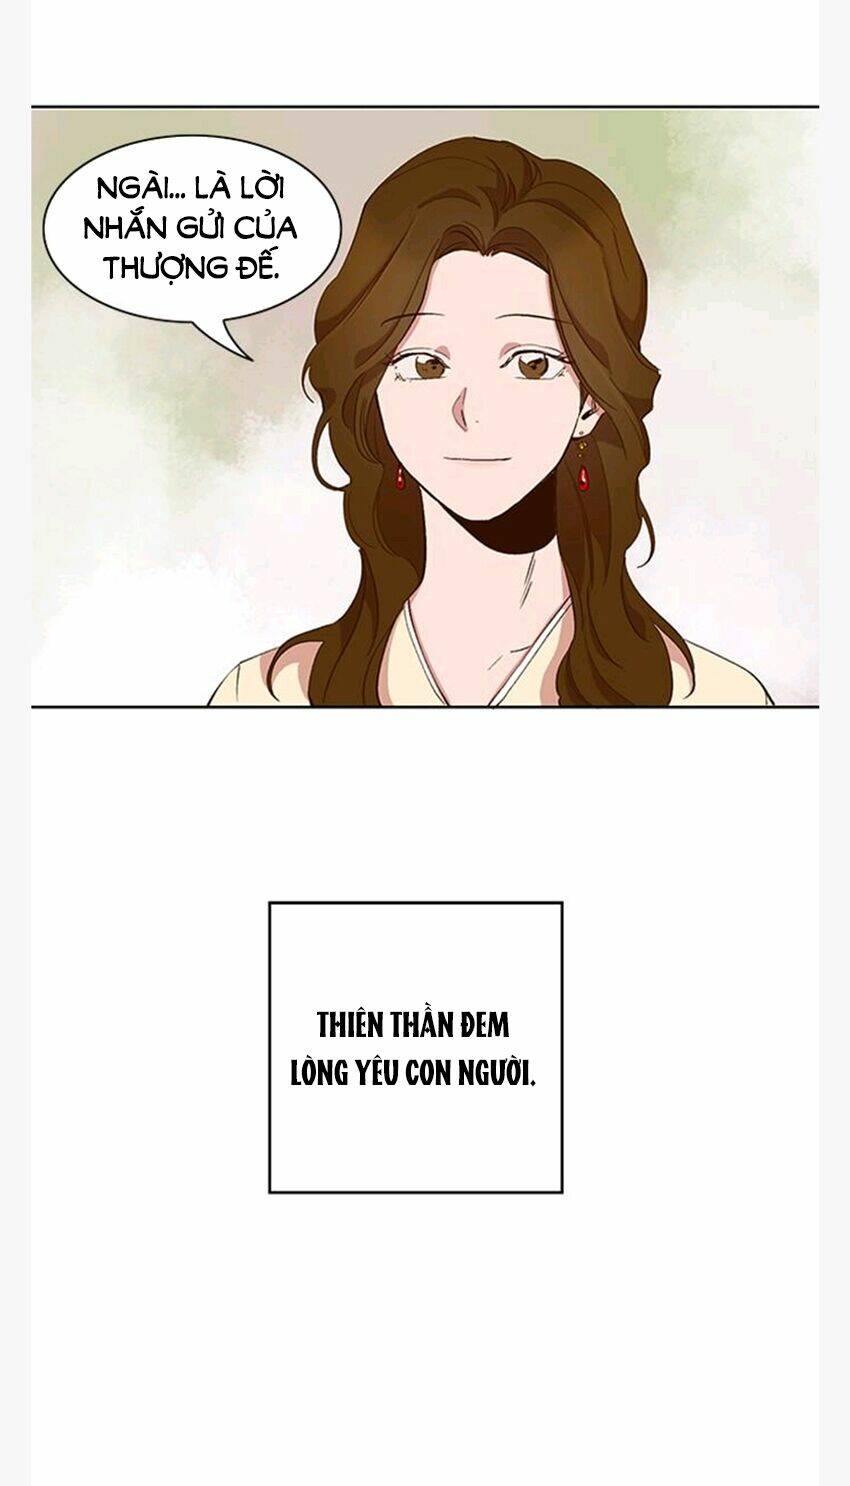 NGÀI... LÀ LỜI
NHẮN GỬI CỦA
THƯỢNG ĐẾ.
THIÊN THẦN ĐEM
LÒNG YÊU CON NGƯỜI.